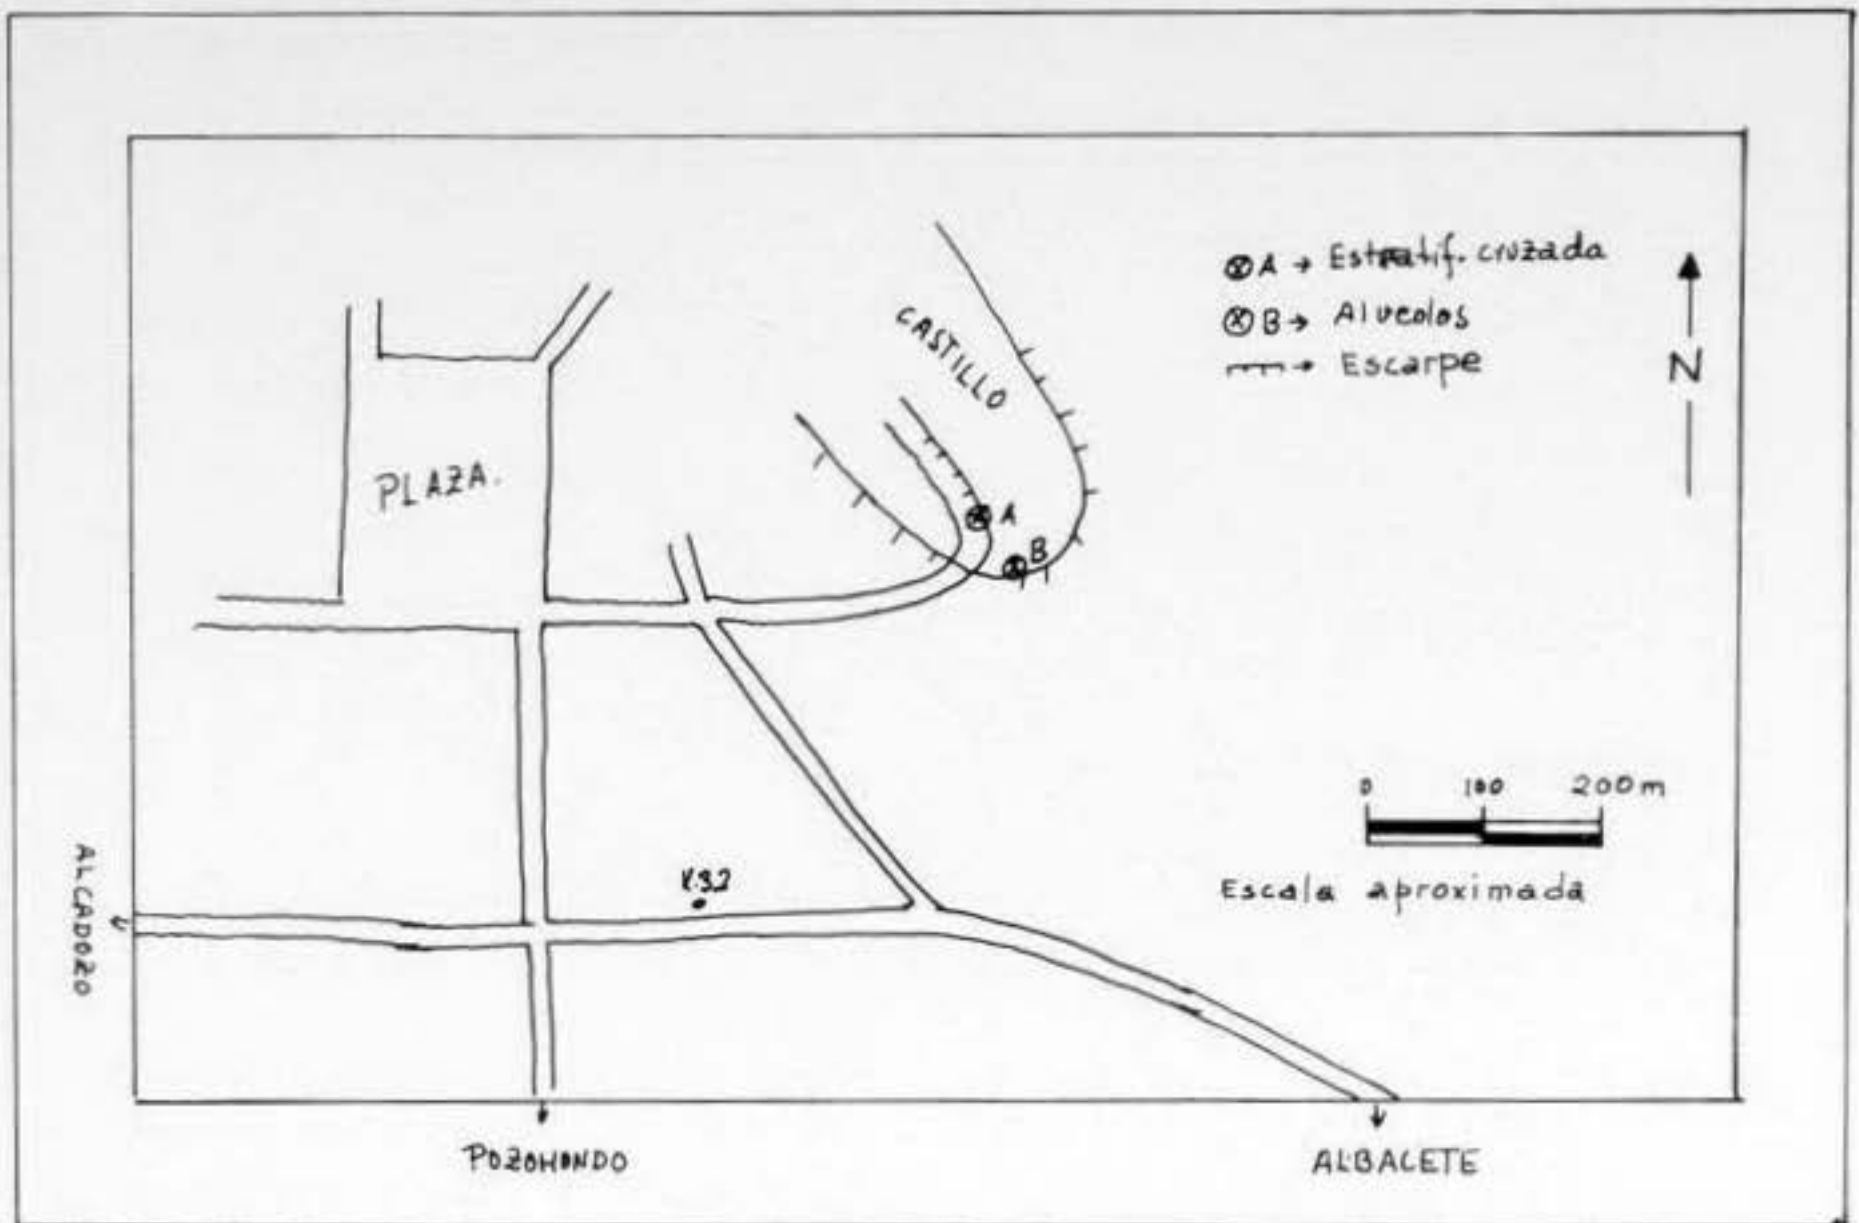 ⊗A → Estratif. cruzada
⊗B → Alveolos
→ Escarpe
N
CASTILLO
PLAZA.
A
B
0 100 200m
Escala aproximada
K.32
ALCADOZO
POZOHONDO
ALBACETE